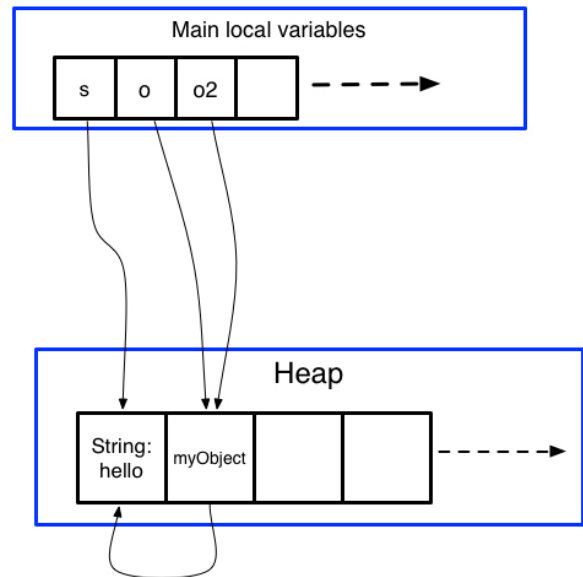 Main local variables
s
o
o2
Heap
String:
hello
myObject